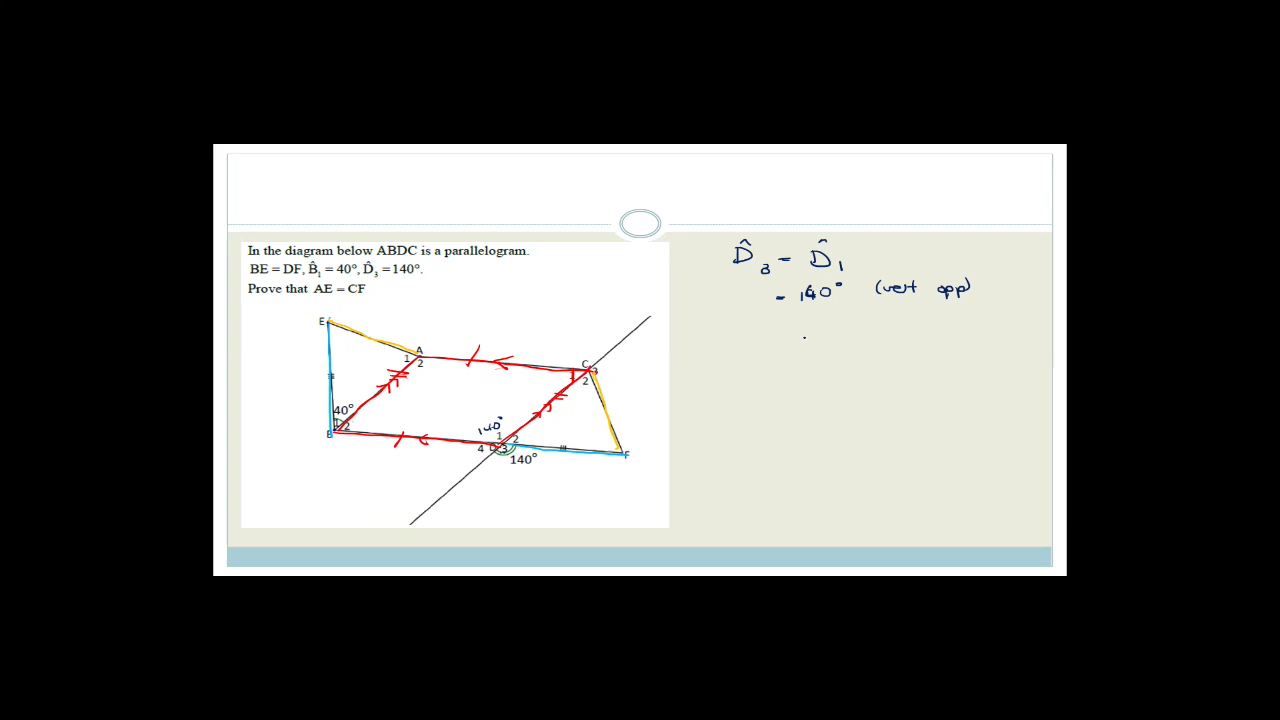 In the diagram below ABDC is a parallelogram.
BE = DF, B̂₁ = 40°, D̂₃ = 140°.
Prove that AE = CF
E
A
1
2
C
3
1
2
40°
1
2
B
140°
1
2
4
D
3
140°
F
D̂₃ = D̂₁
= 140° (vert opp)